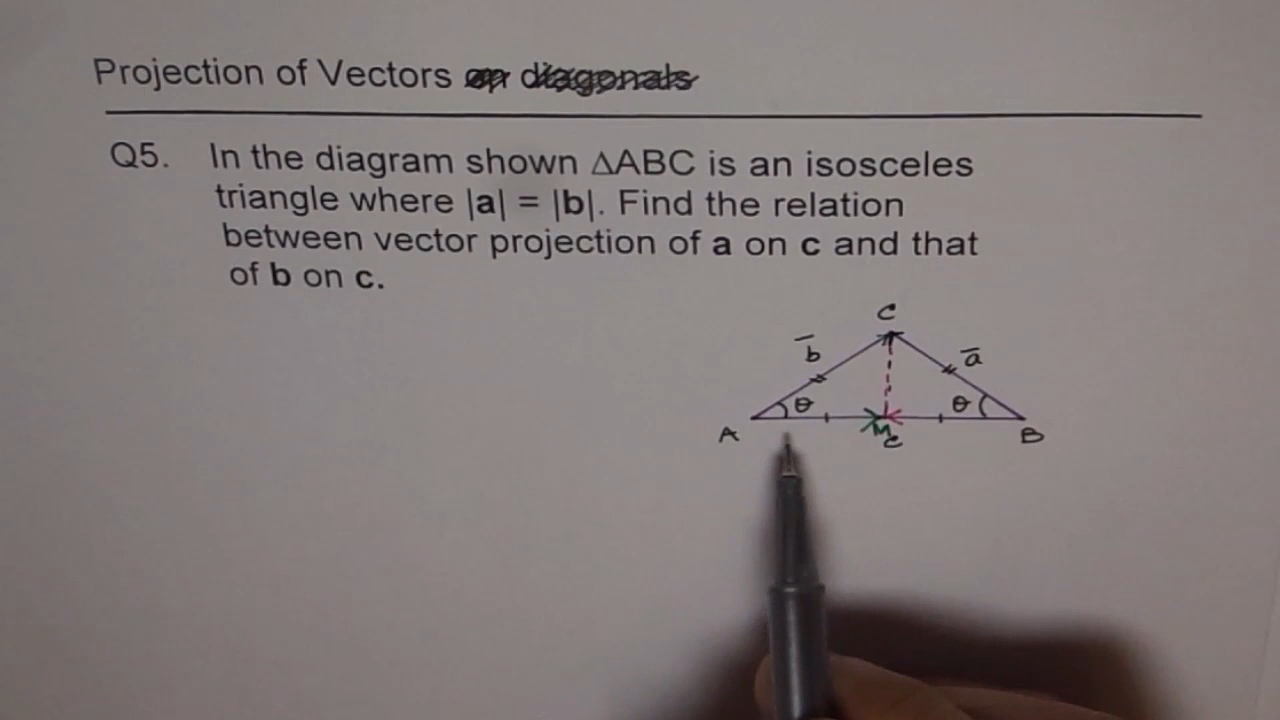 Projection of Vectors on diagonals
Q5. In the diagram shown ΔABC is an isosceles
triangle where |a| = |b|. Find the relation
between vector projection of a on c and that
of b on c.
C
b̅ a̅
θ θ
A M c B